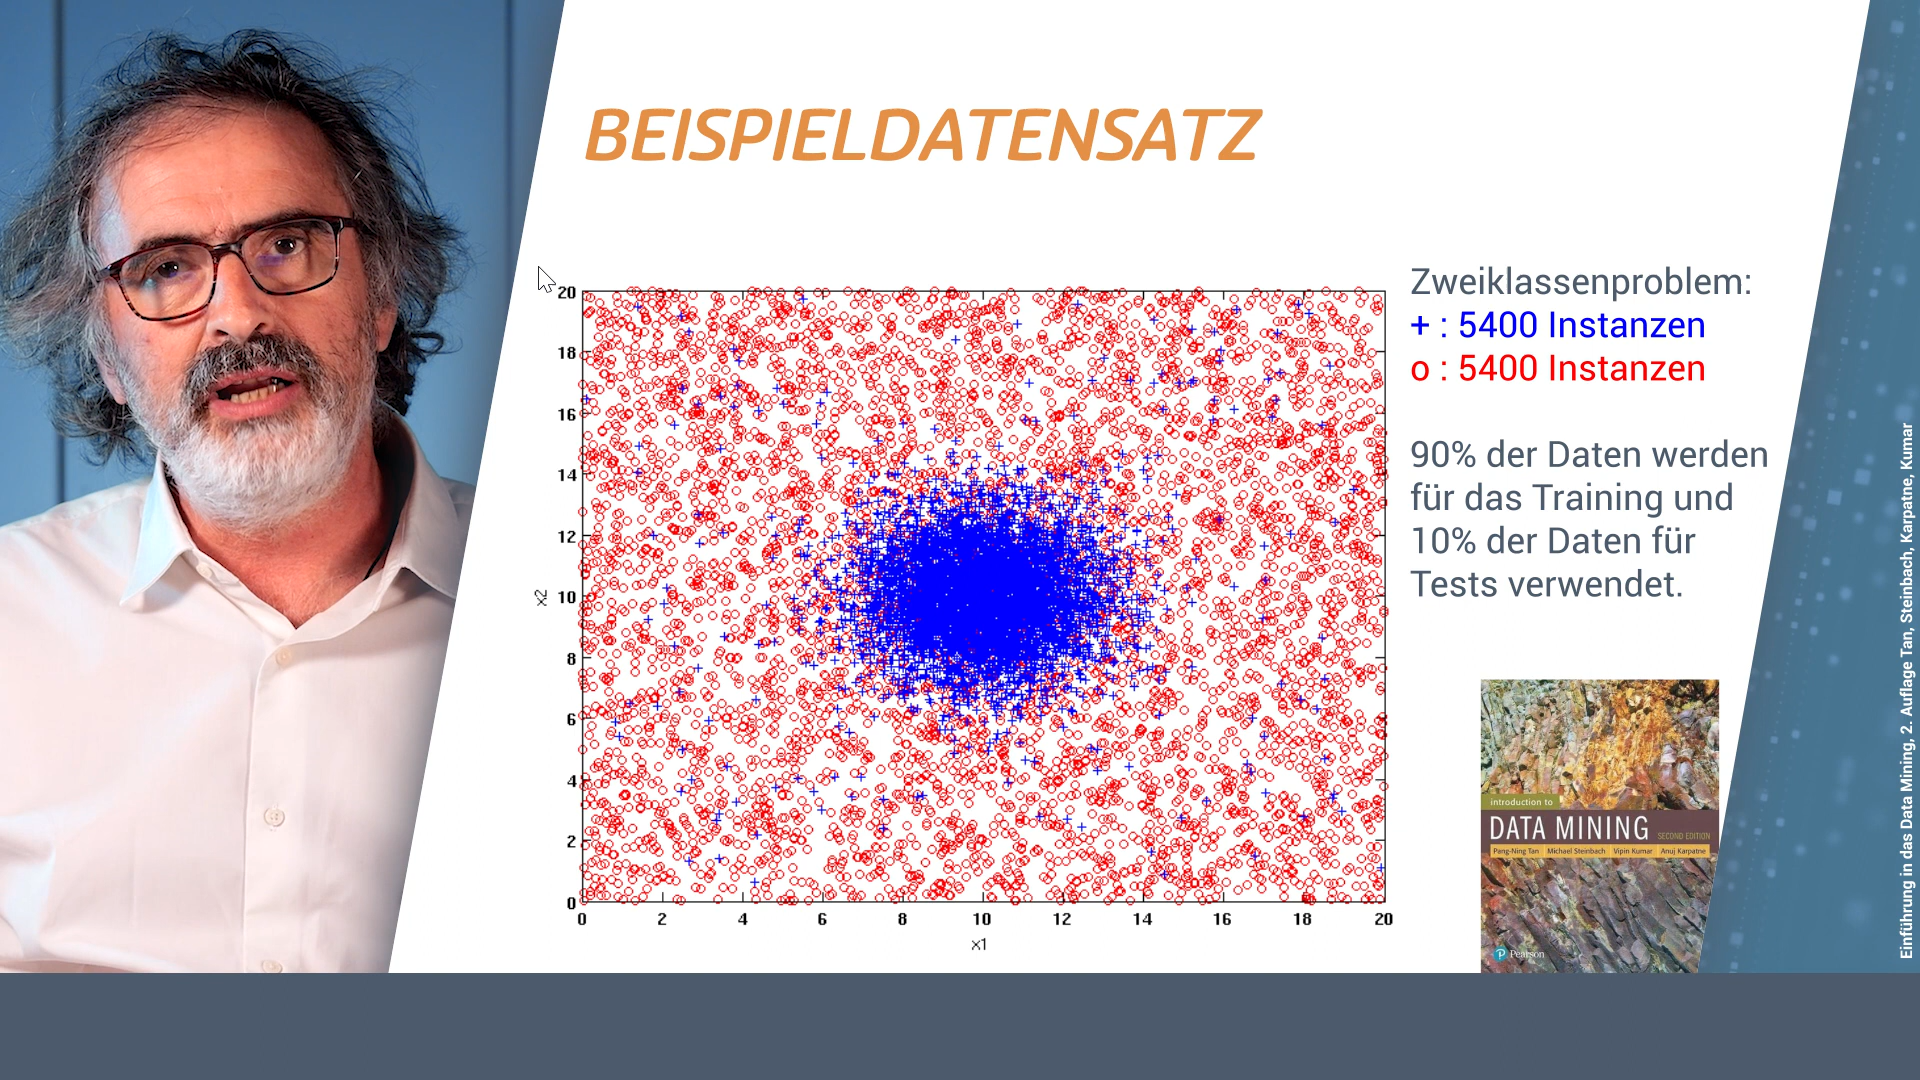 BEISPIELDATENSATZ
Zweiklassenproblem:
+ : 5400 Instanzen
o : 5400 Instanzen
90% der Daten werden
für das Training und
10% der Daten für
Tests verwendet.
20
18
16
14
12
10
8
6
4
2
0
x2
0 2 4 6 8 10 12 14 16 18 20
x1
introduction to
DATA MINING SECOND EDITION
Pang-Ning Tan Michael Steinbach Vipin Kumar Anuj Karpatne
P Pearson
Einführung in das Data Mining, 2. Auflage Tan, Steinbach, Karpatne, Kumar